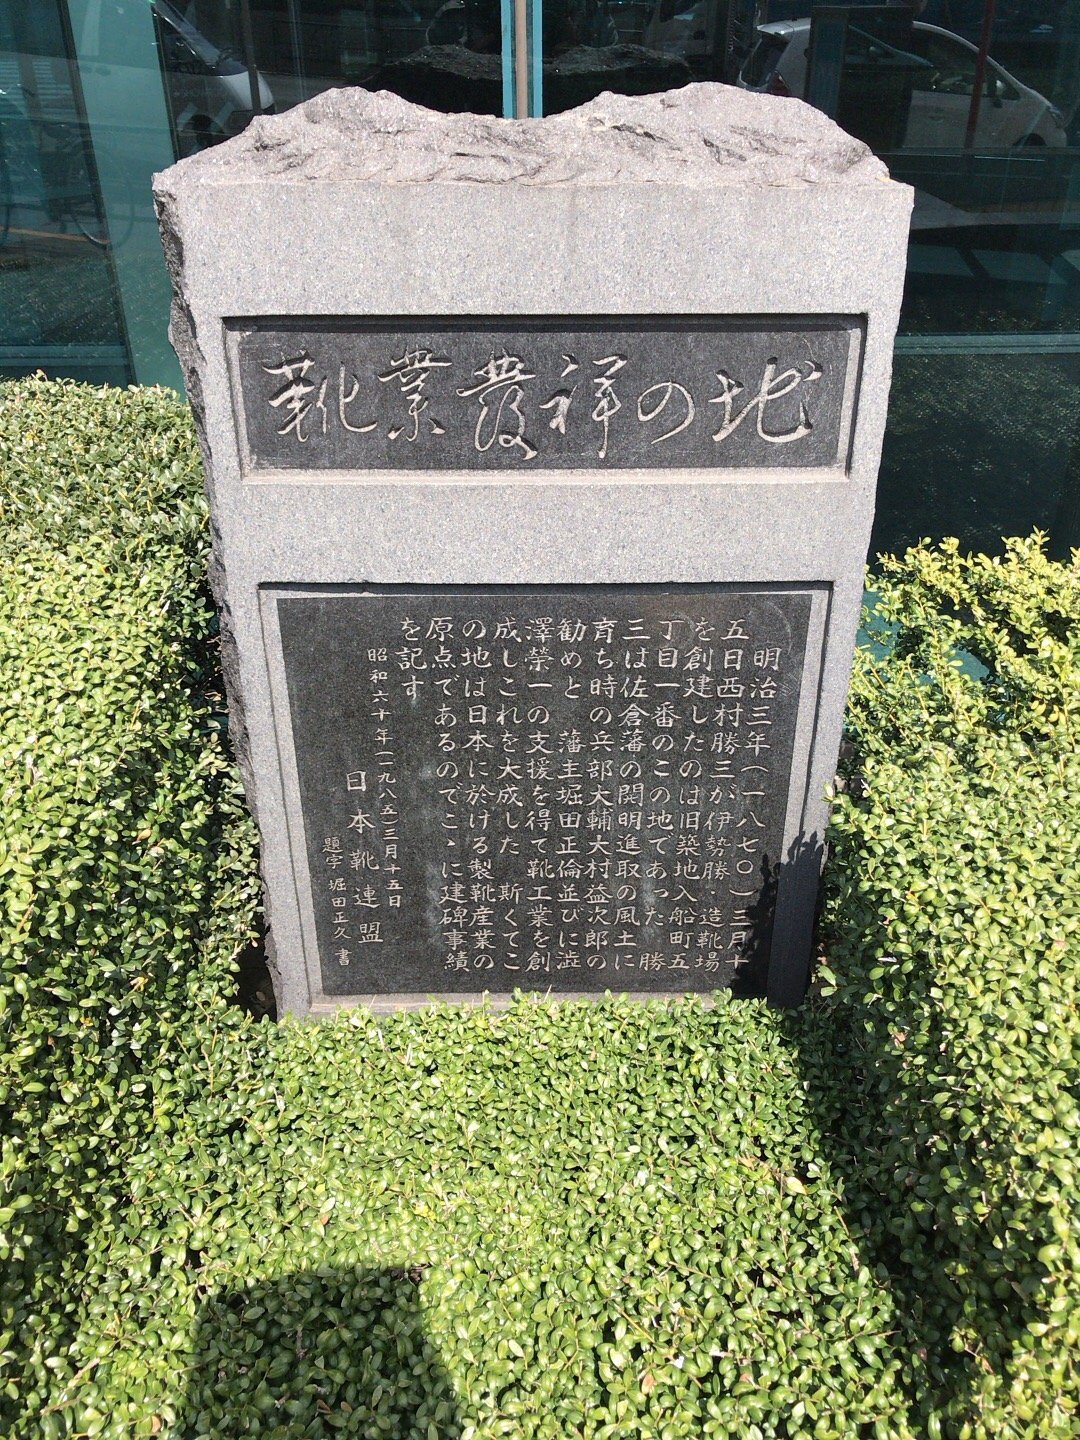 靴業發祥の地
明治三年(一八七〇)三月十
五日西村勝三が伊勢勝・造靴場
を創建したのは旧築地入船町五
丁目一番のこの地であった 勝
三は佐倉藩の開明進取の風土に
育ち時の兵部大輔大村益次郎の
勧めと 藩主堀田正倫並びに澁
澤榮一の支援を得て靴工業を創
成しこれを大成した 斯くてこ
の地は日本に於ける製靴産業の
原点であるのでこゝに建碑事績
を記す
昭和六十年(一九八五)三月十五日
日本靴連盟
題字 堀田正久 書